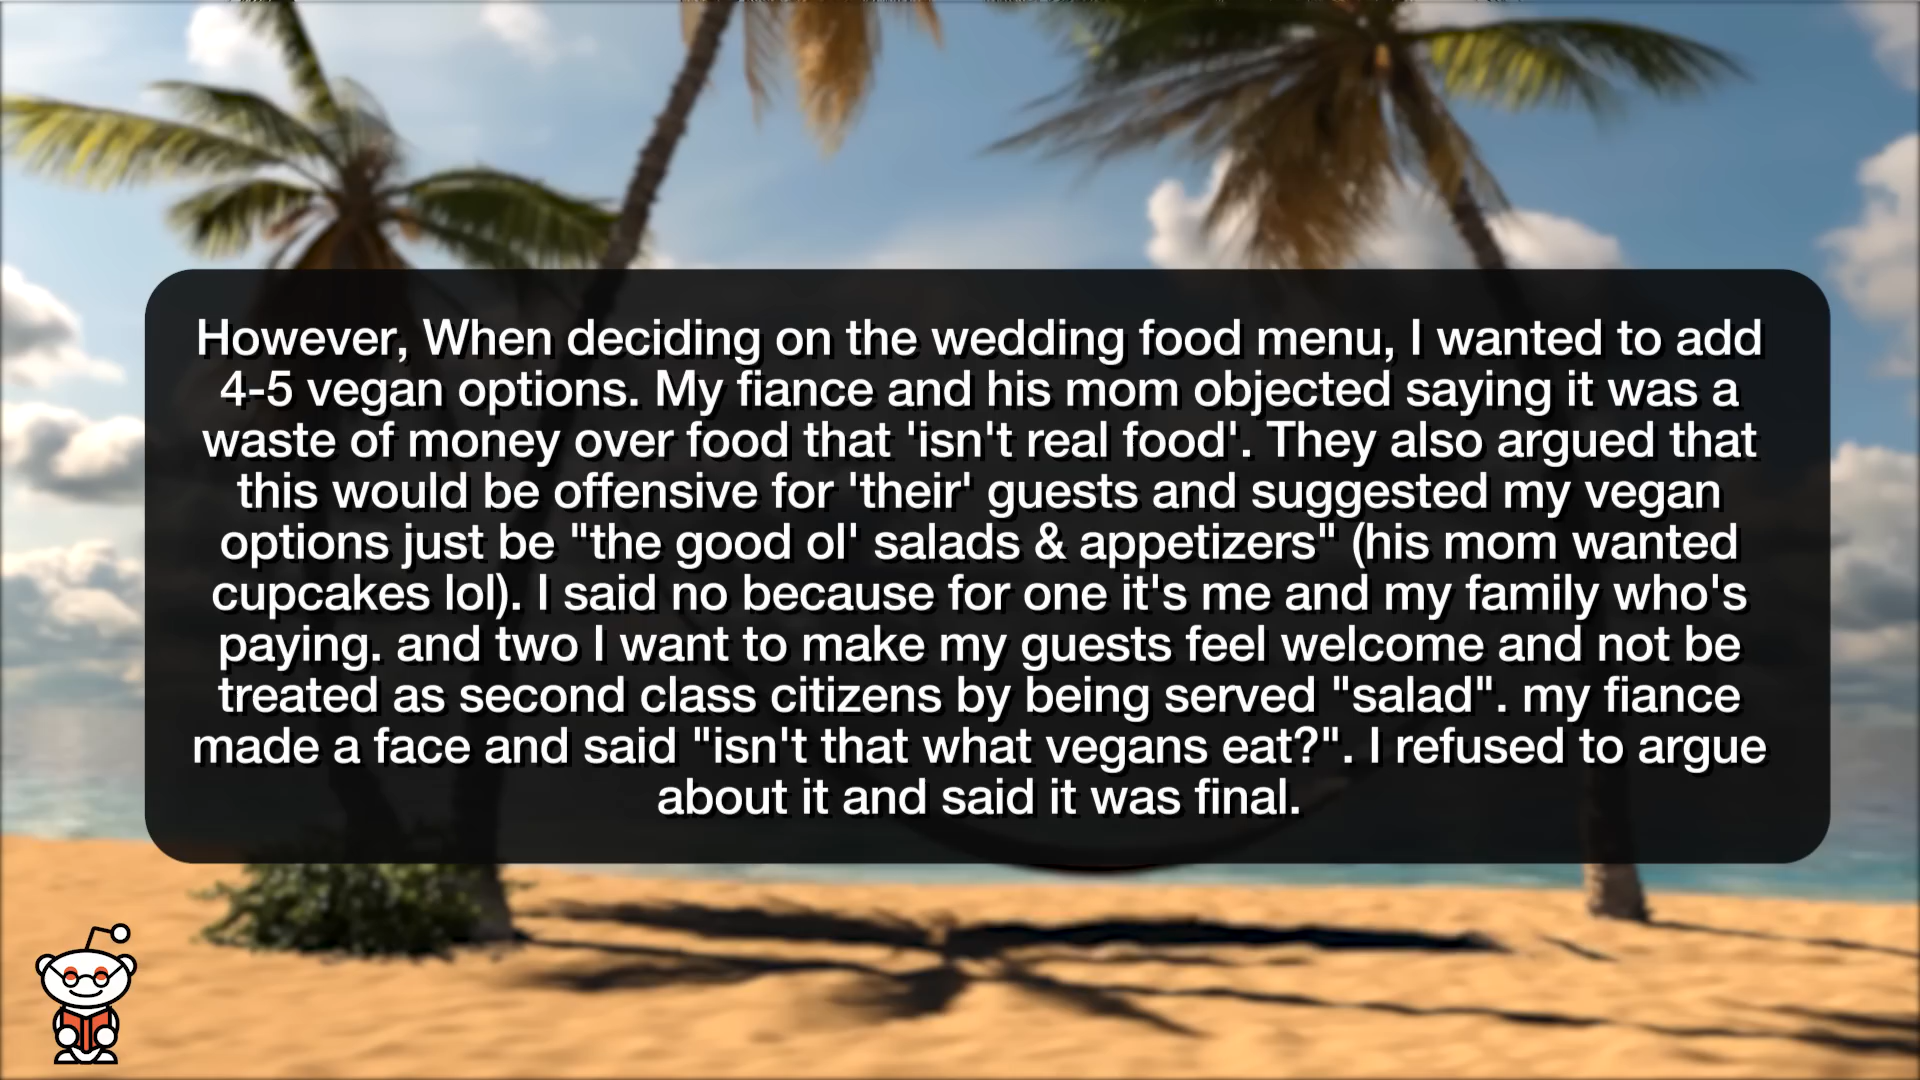 However, When deciding on the wedding food menu, I wanted to add
4-5 vegan options. My fiance and his mom objected saying it was a
waste of money over food that 'isn't real food'. They also argued that
this would be offensive for 'their' guests and suggested my vegan
options just be "the good ol' salads & appetizers" (his mom wanted
cupcakes lol). I said no because for one it's me and my family who's
paying. and two I want to make my guests feel welcome and not be
treated as second class citizens by being served "salad". my fiance
made a face and said "isn't that what vegans eat?". I refused to argue
about it and said it was final.